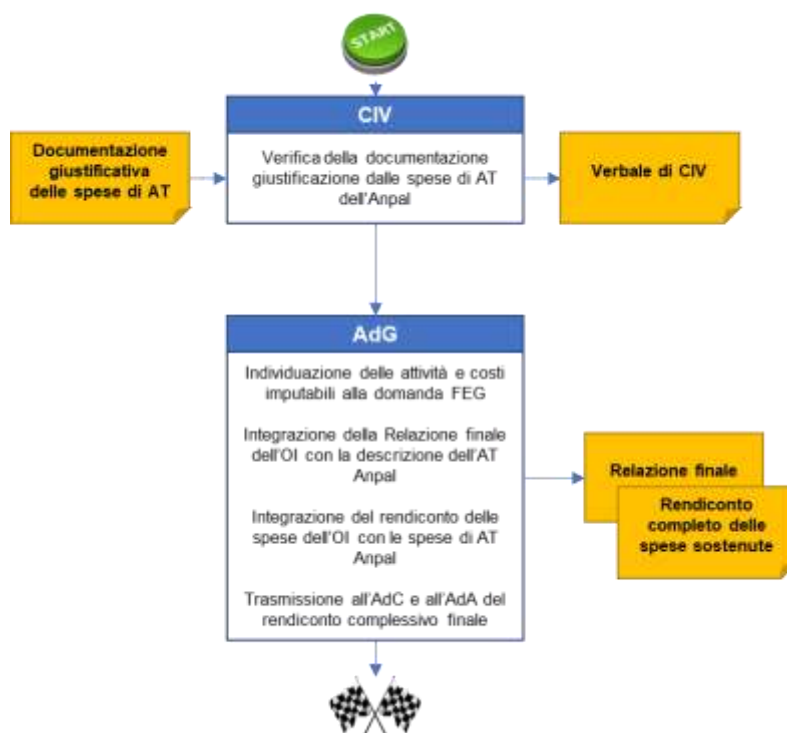 START
CIV
Documentazione
giustificativa
delle spese di AT
Verifica della documentazione
giustificazione dalle spese di AT
dell'Anpal
Verbale di CIV
AdG
Individuazione delle attività e costi
imputabili alla domanda FEG
Integrazione della Relazione finale
dell'OI con la descrizione dell'AT
Anpal
Integrazione del rendiconto delle
spese dell'OI con le spese di AT
Anpal
Trasmissione all'AdC e all'AdA del
rendiconto complessivo finale
Relazione finale
Rendiconto
completo delle
spese sostenute